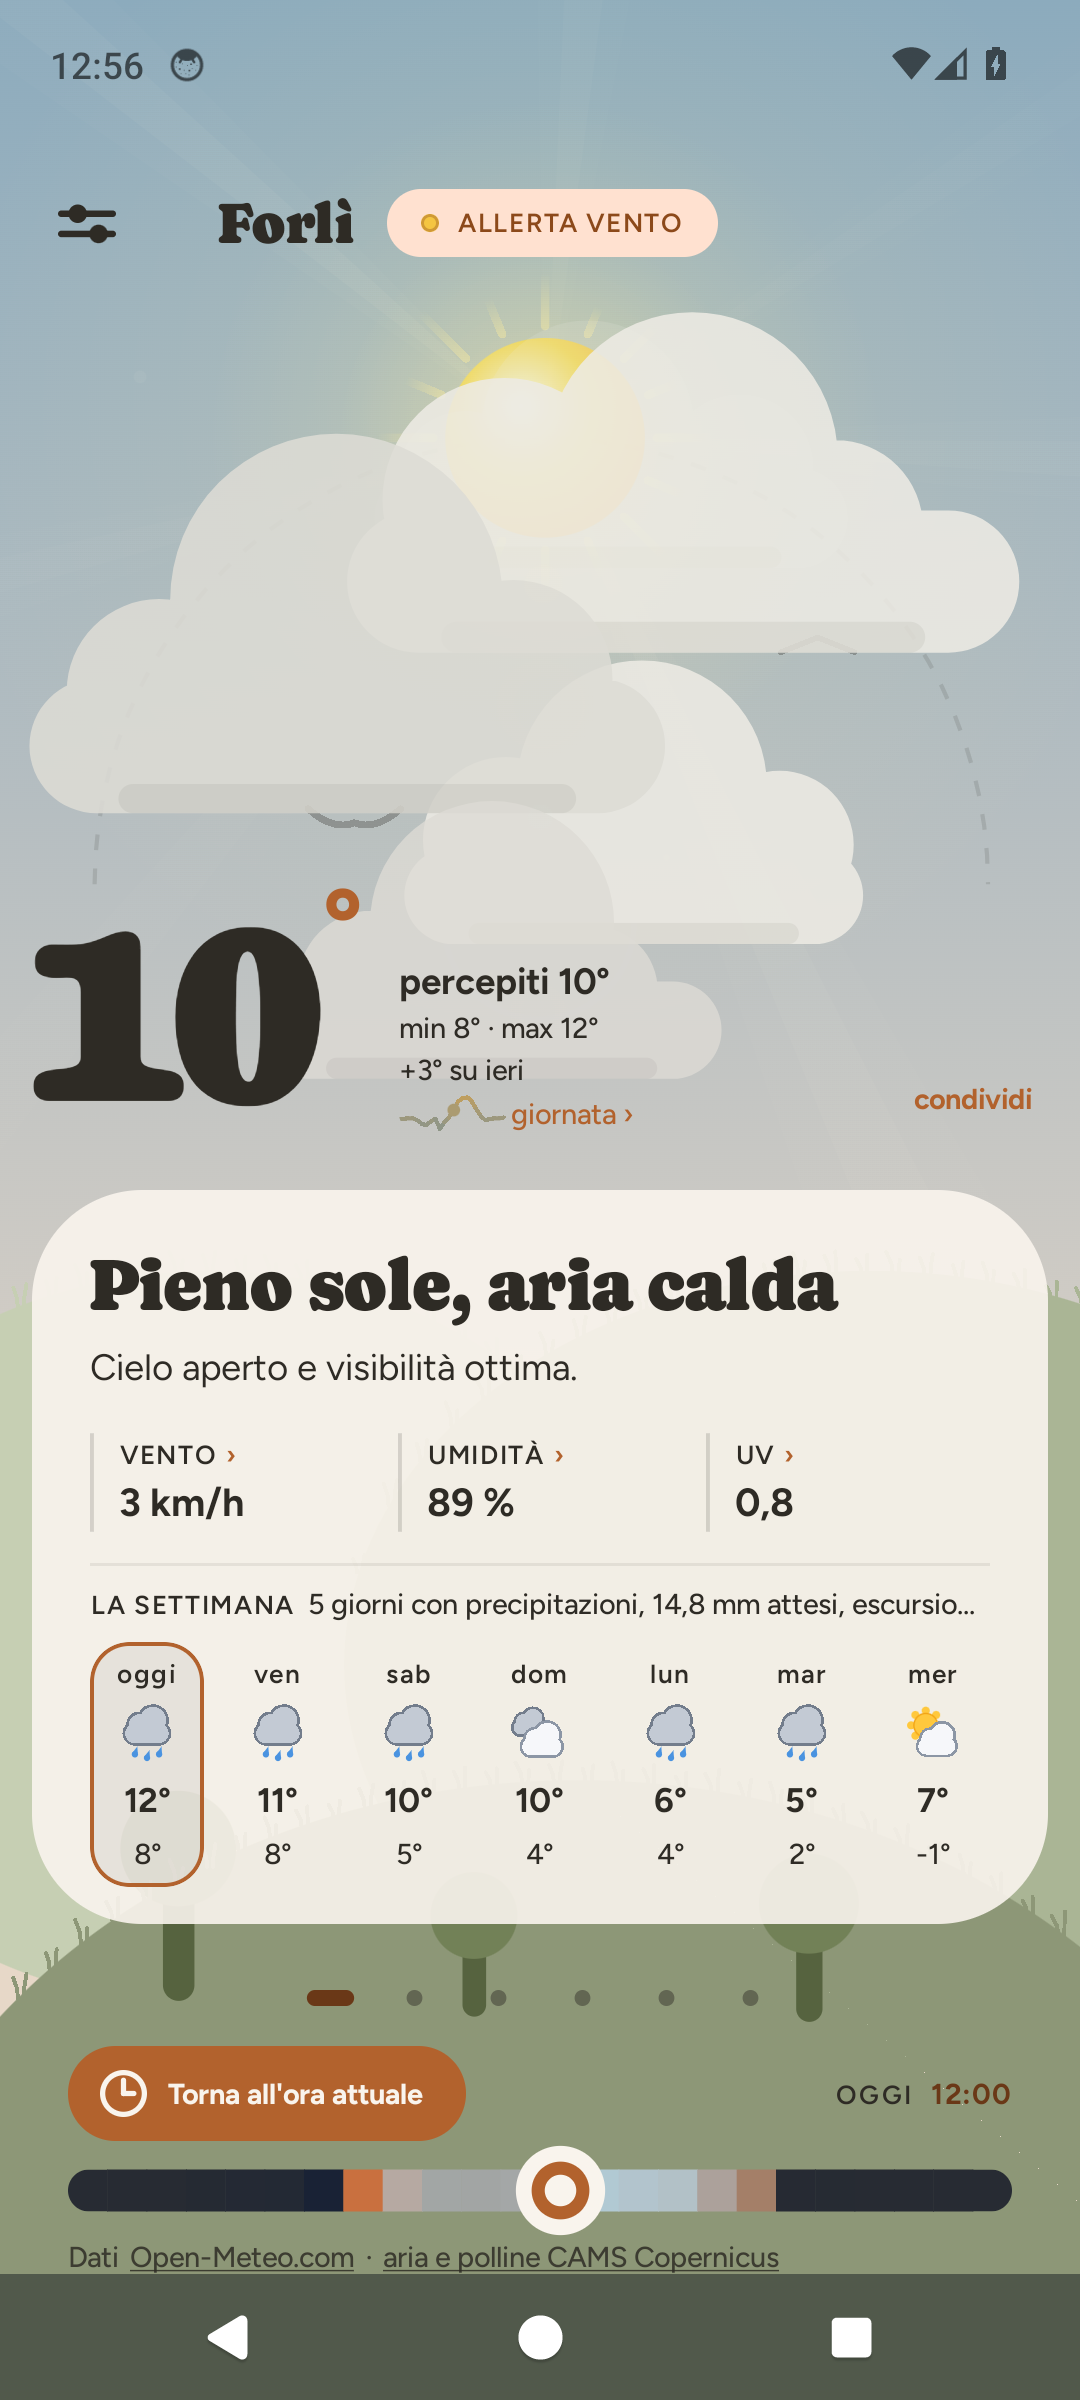 12:56
Forlì
ALLERTA VENTO
10°
percepiti 10°
min 8° · max 12°
+3° su ieri
giornata ›
condividi
Pieno sole, aria calda
Cielo aperto e visibilità ottima.
VENTO › UMIDITÀ › UV ›
3 km/h 89 % 0,8
LA SETTIMANA 5 giorni con precipitazioni, 14,8 mm attesi, escursio...
oggi ven sab dom lun mar mer
12° 11° 10° 10° 6° 5° 7°
8° 8° 5° 4° 4° 2° -1°
Torna all'ora attuale
OGGI 12:00
Dati Open-Meteo.com · aria e polline CAMS Copernicus